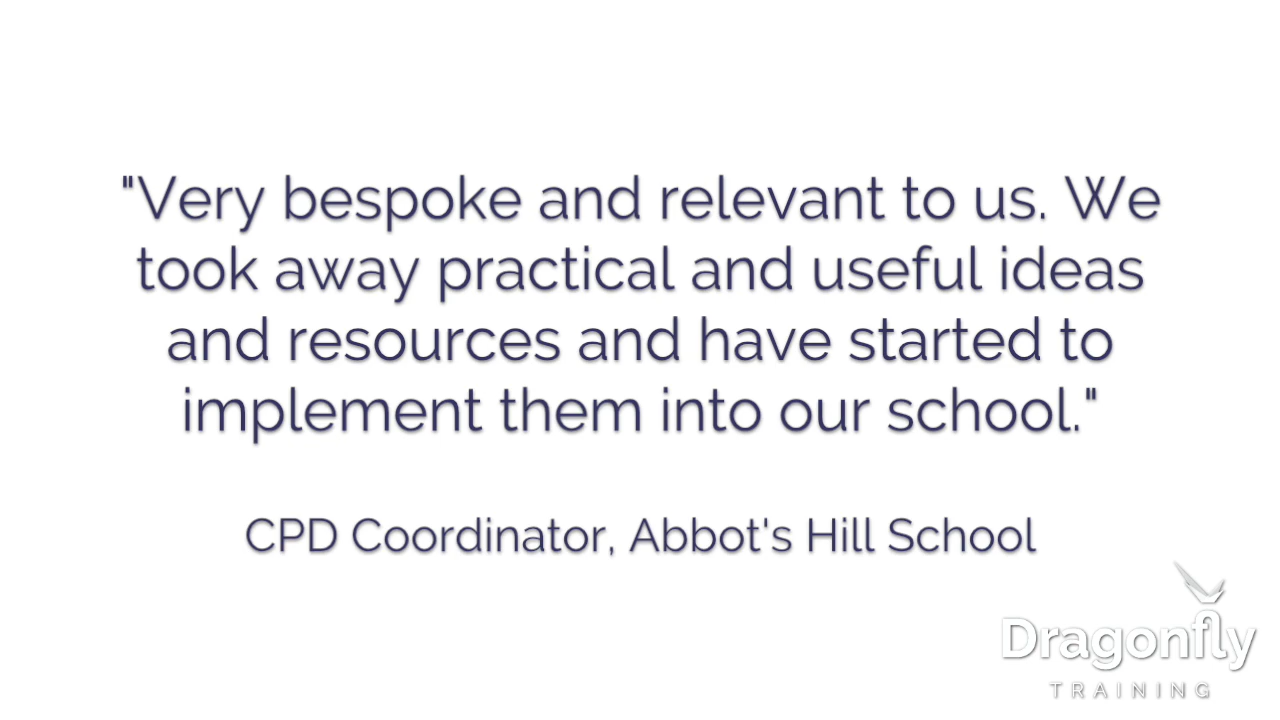 "Very bespoke and relevant to us. We
took away practical and useful ideas
and resources and have started to
implement them into our school."
CPD Coordinator, Abbot's Hill School
Dragonfly
TRAINING